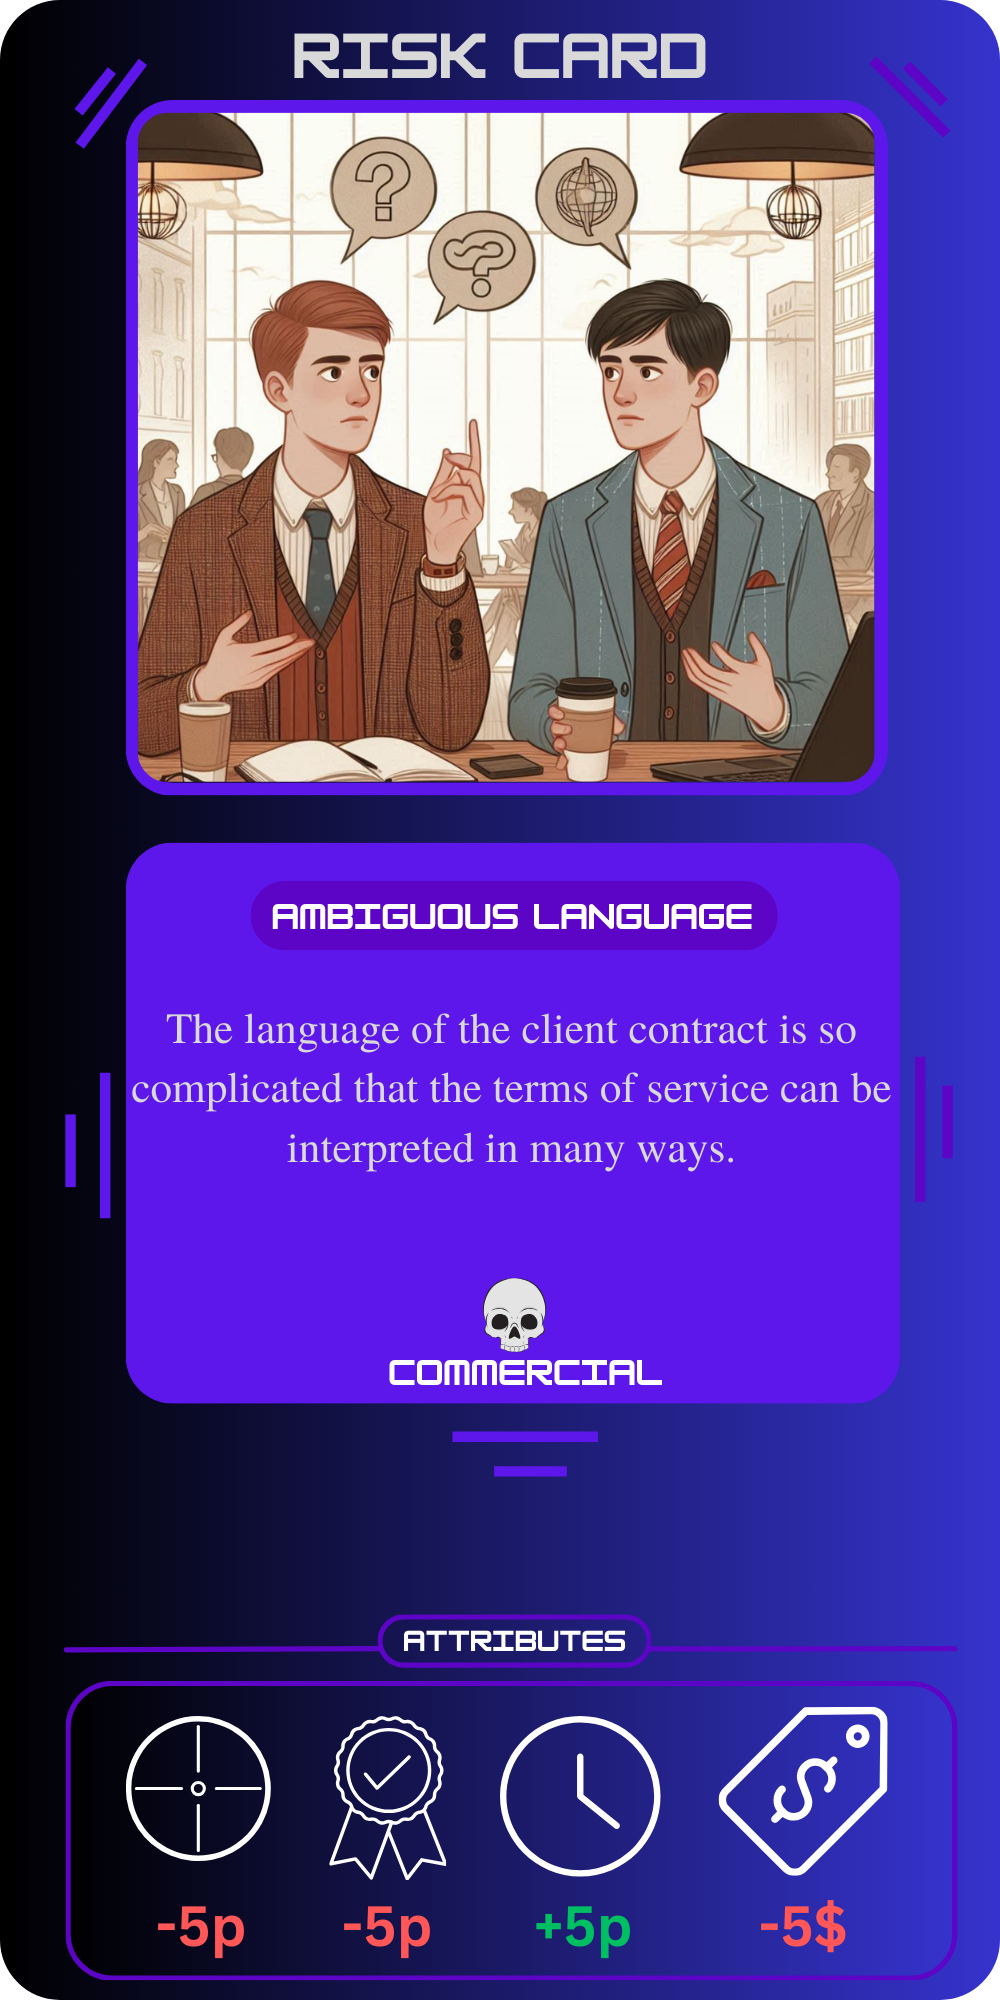 RISK CARD
?
?
AMBIGUOUS LANGUAGE
The language of the client contract is so
complicated that the terms of service can be
interpreted in many ways.
COMMERCIAL
ATTRIBUTES
$
-5p -5p +5p -5$